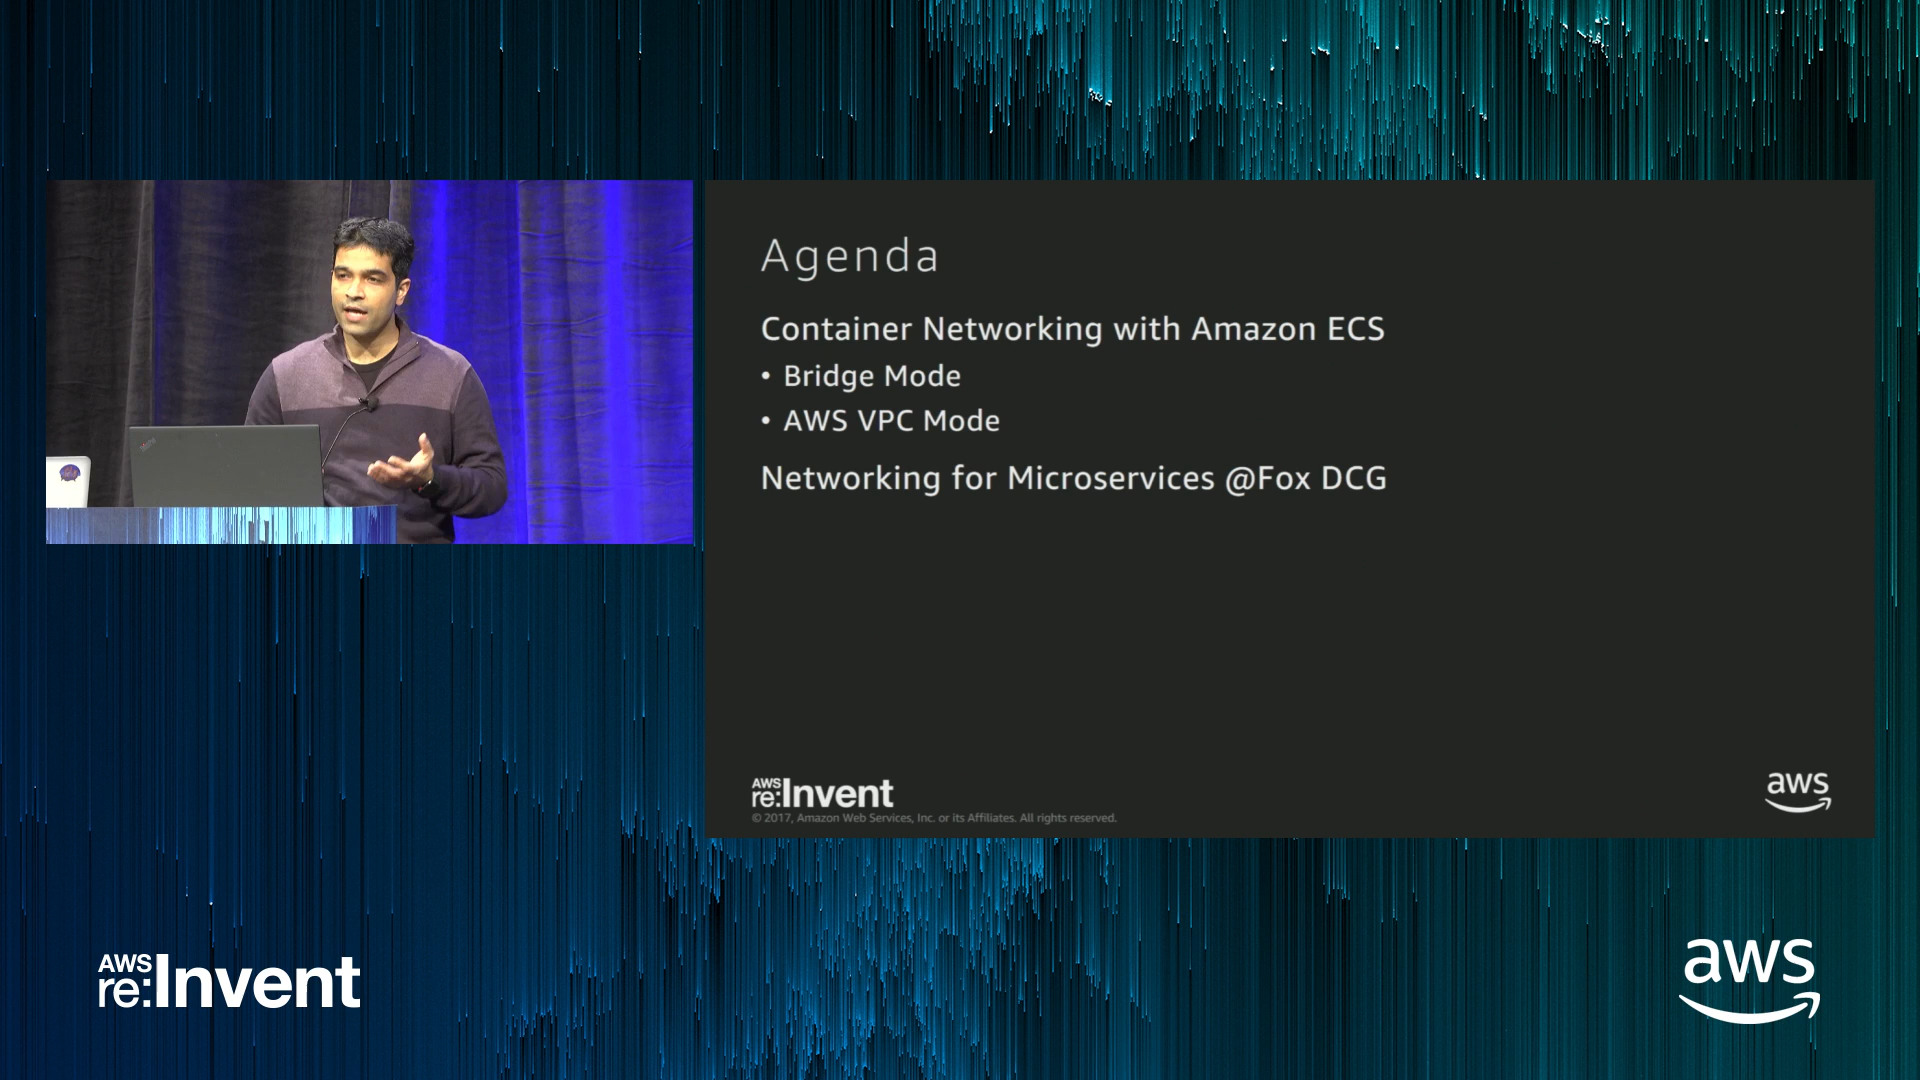 Agenda
Container Networking with Amazon ECS
• Bridge Mode
• AWS VPC Mode
Networking for Microservices @Fox DCG
AWS
re:Invent
© 2017, Amazon Web Services, Inc. or its Affiliates. All rights reserved.
aws
AWS
re:Invent
aws